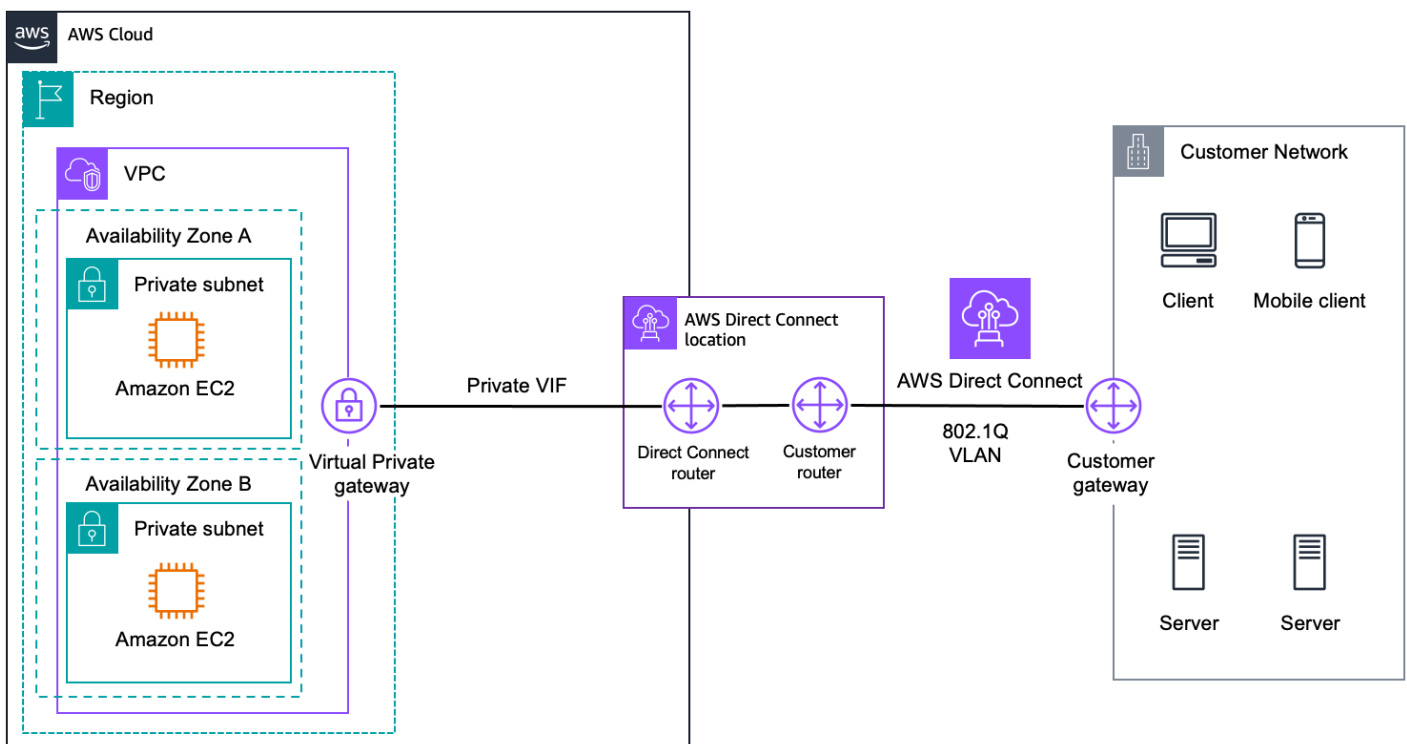 aws
AWS Cloud
Region
VPC
Availability Zone A
Private subnet
Amazon EC2
Virtual Private
gateway
Availability Zone B
Private subnet
Amazon EC2
Private VIF
AWS Direct Connect
location
Direct Connect
router
Customer
router
AWS Direct Connect
802.1Q
VLAN
Customer
gateway
Customer Network
Client
Mobile client
Server
Server